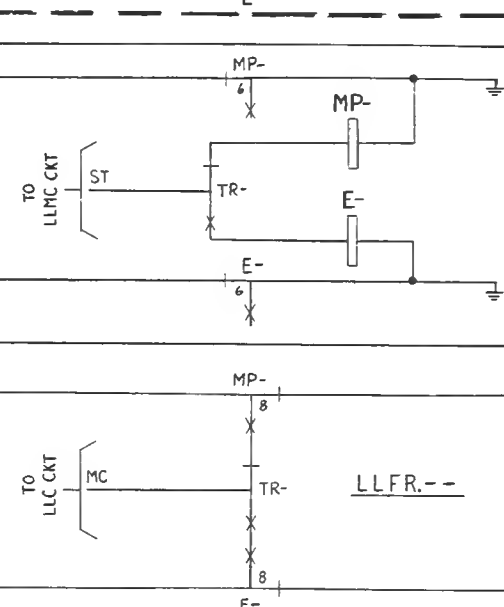 MP-
6
MP-
TO
LLMC CKT
ST
TR-
E-
E-
6
MP-
8
TO
LLC CKT
MC
TR-
LLFR.--
8
E-